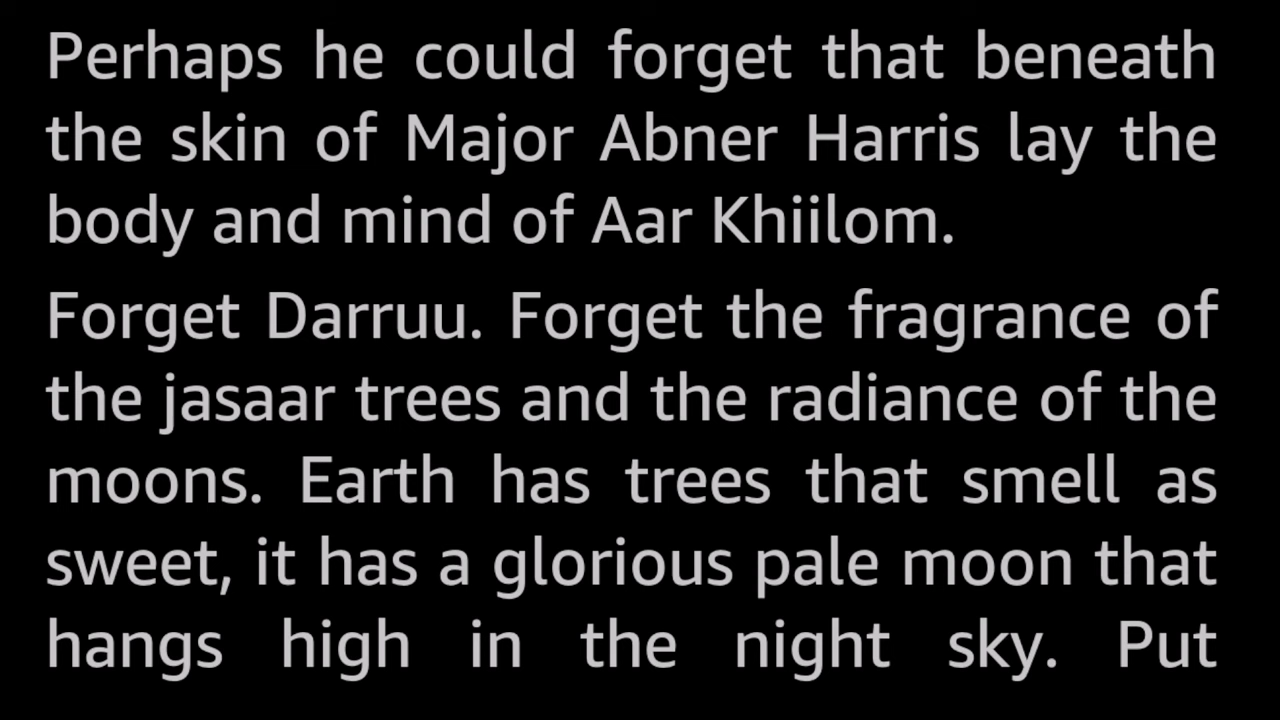 Perhaps he could forget that beneath
the skin of Major Abner Harris lay the
body and mind of Aar Khiilom.
Forget Darruu. Forget the fragrance of
the jasaar trees and the radiance of the
moons. Earth has trees that smell as
sweet, it has a glorious pale moon that
hangs high in the night sky. Put